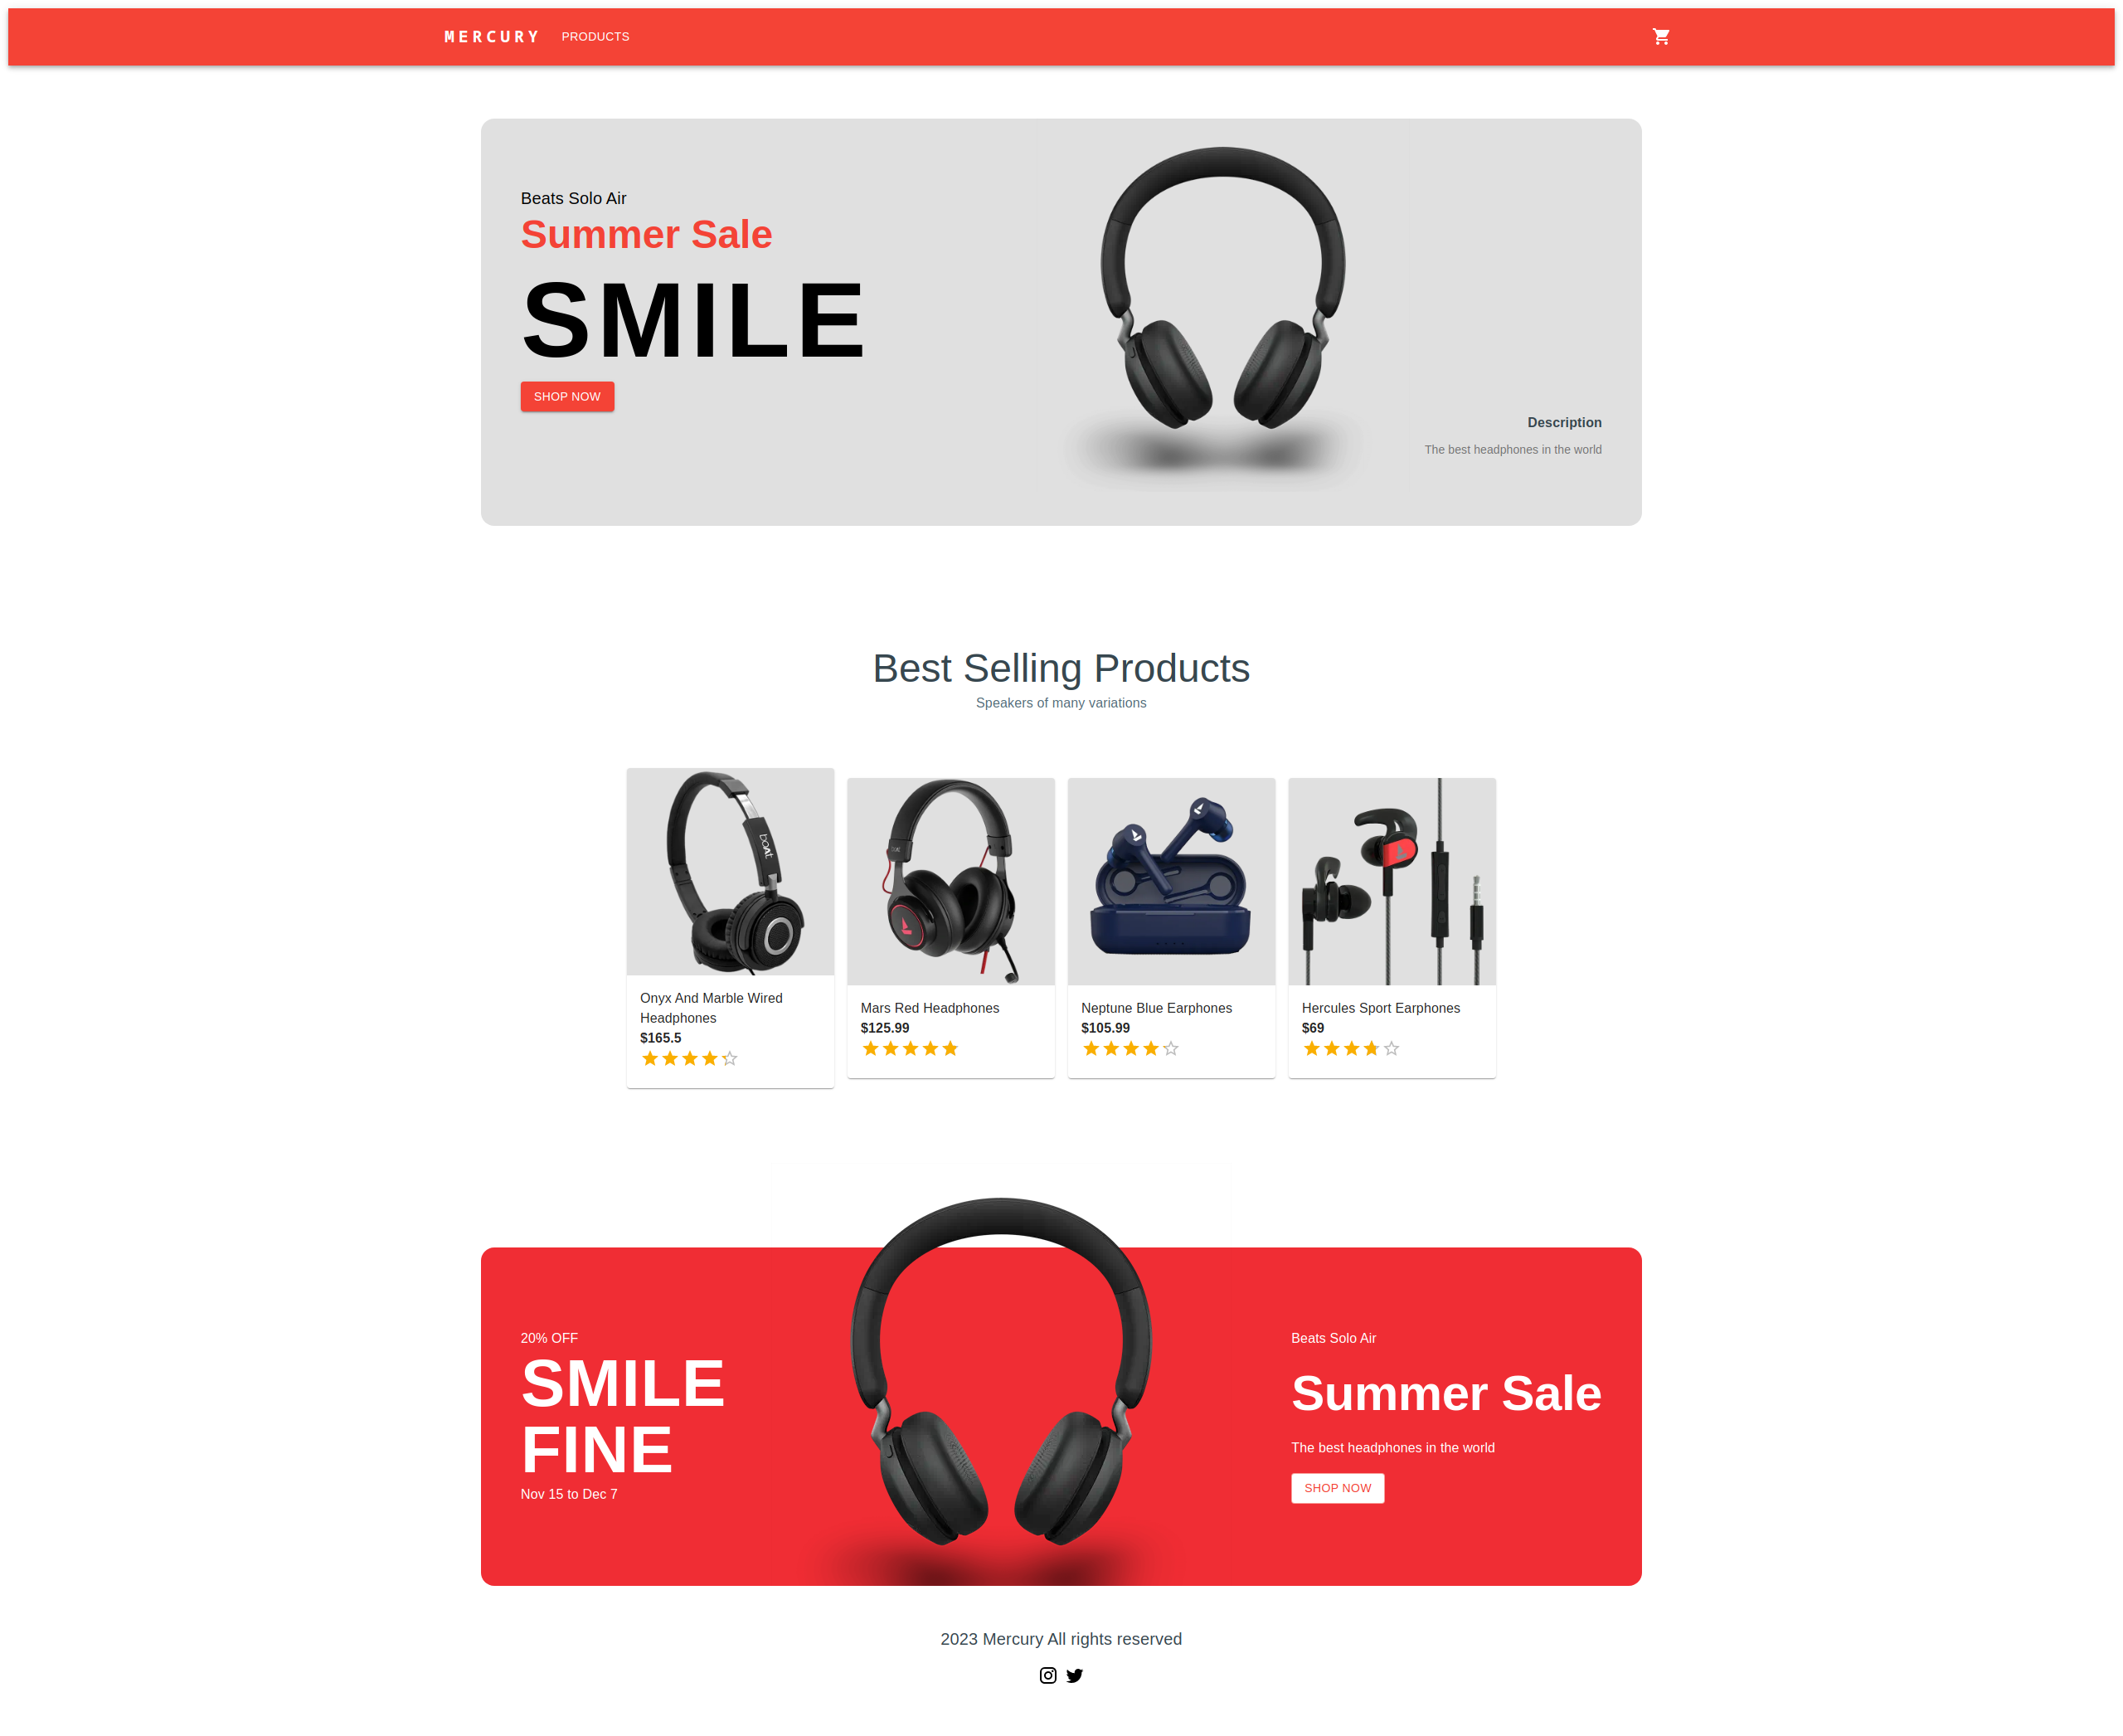 MERCURY PRODUCTS
Beats Solo Air
Summer Sale
SMILE
SHOP NOW
Description
The best headphones in the world
Best Selling Products
Speakers of many variations
boAt
Onyx And Marble Wired
Headphones
$165.5
Mars Red Headphones
$125.99
Neptune Blue Earphones
$105.99
Hercules Sport Earphones
$69
20% OFF
SMILE
FINE
Nov 15 to Dec 7
Beats Solo Air
Summer Sale
The best headphones in the world
SHOP NOW
2023 Mercury All rights reserved